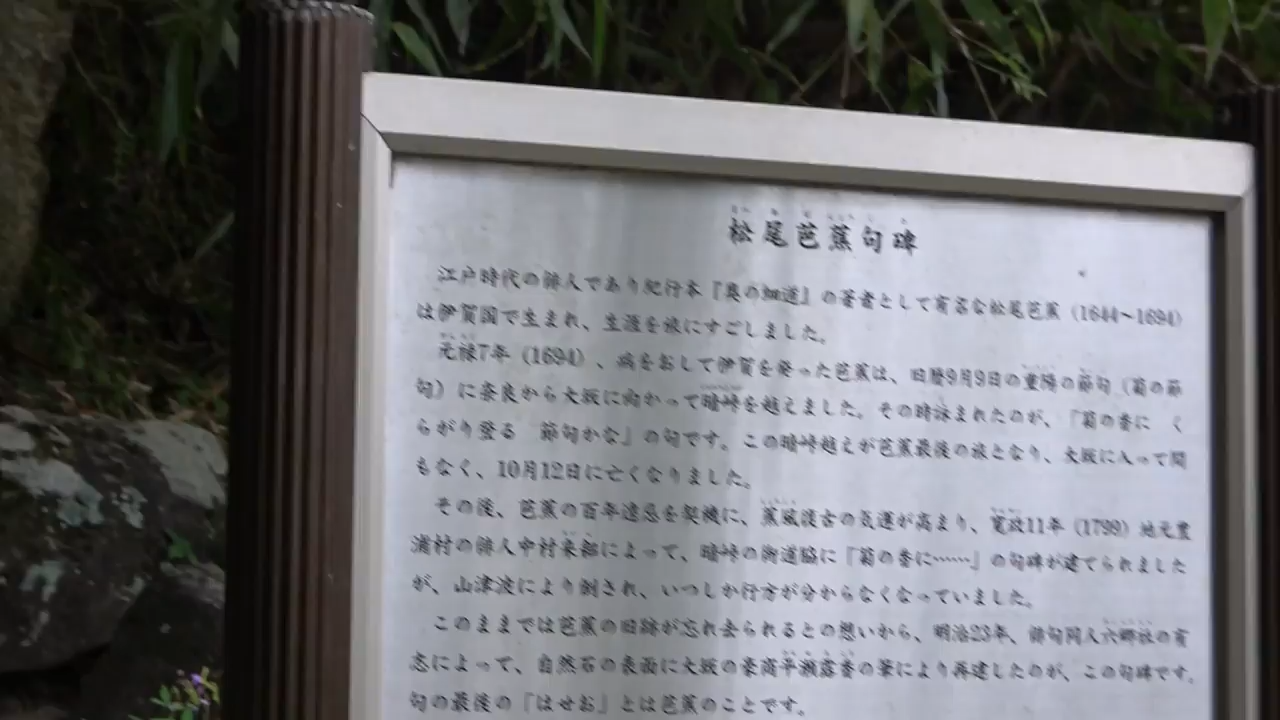 松尾芭蕉句碑
江戸時代の俳人であり紀行本『奥の細道』の著者として有名な松尾芭蕉（1644〜1694）
は伊賀国で生まれ、生涯を旅にすごしました。
元禄7年（1694）、病をおして伊賀を発った芭蕉は、旧暦9月9日の重陽の節句（菊の節
句）に奈良から大阪に向かって暗峠を越えました。その時詠まれたのが、「菊の香に　く
らがり登る　節句かな」の句です。この暗峠越えが芭蕉最後の旅となり、大阪に入って間
もなく、10月12日に亡くなりました。
その後、芭蕉の百年遠忌を契機に、蕉風復古の気運が高まり、寛政11年（1799）地元豊
浦村の俳人中村来耜によって、暗峠の街道脇に「菊の香に……」の句碑が建てられました
が、山津波により倒され、いつしか行方が分からなくなっていました。
このままでは芭蕉の旧跡が忘れ去られるとの想いから、明治23年、俳句同人六郷社の有
志によって、自然石の表面に大阪の豪商平瀬露香の筆により再建したのが、この句碑です。
句の最後の「はせお」とは芭蕉のことです。